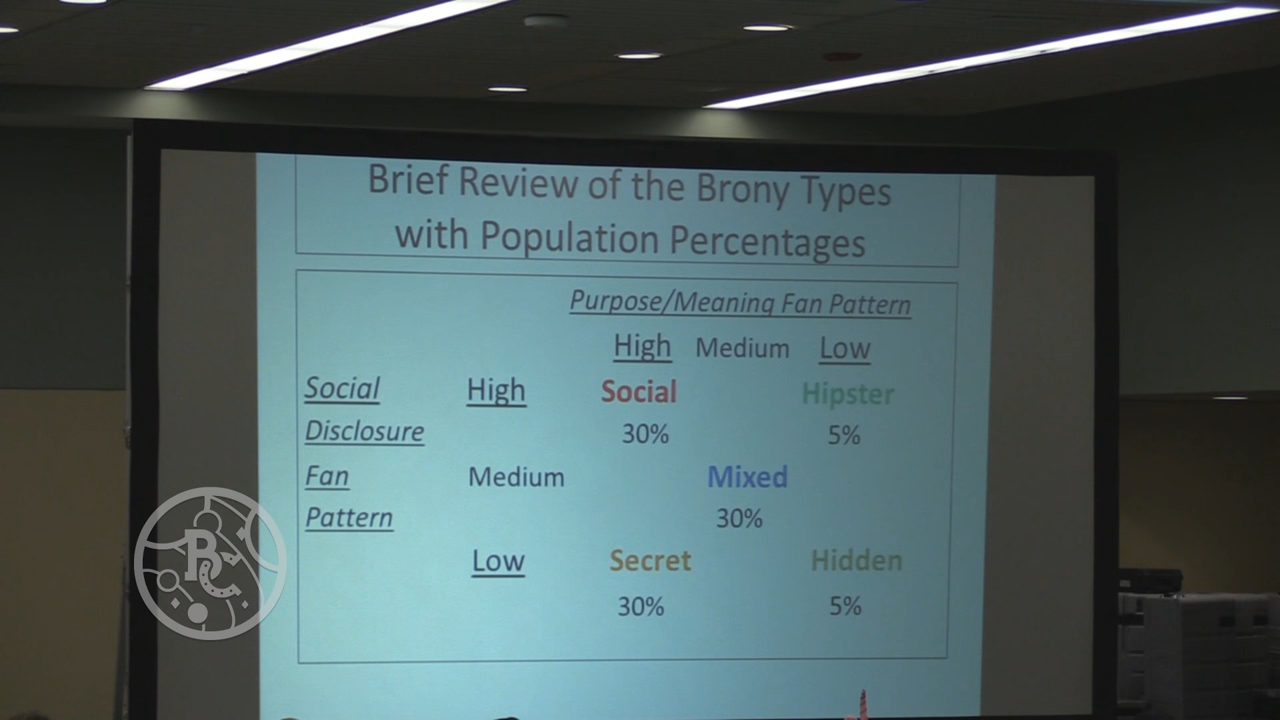 Brief Review of the Brony Types
with Population Percentages
Purpose/Meaning Fan Pattern
High Medium Low
Social High Social Hipster
Disclosure 30% 5%
Fan Medium Mixed
Pattern 30%
Low Secret Hidden
30% 5%
BC